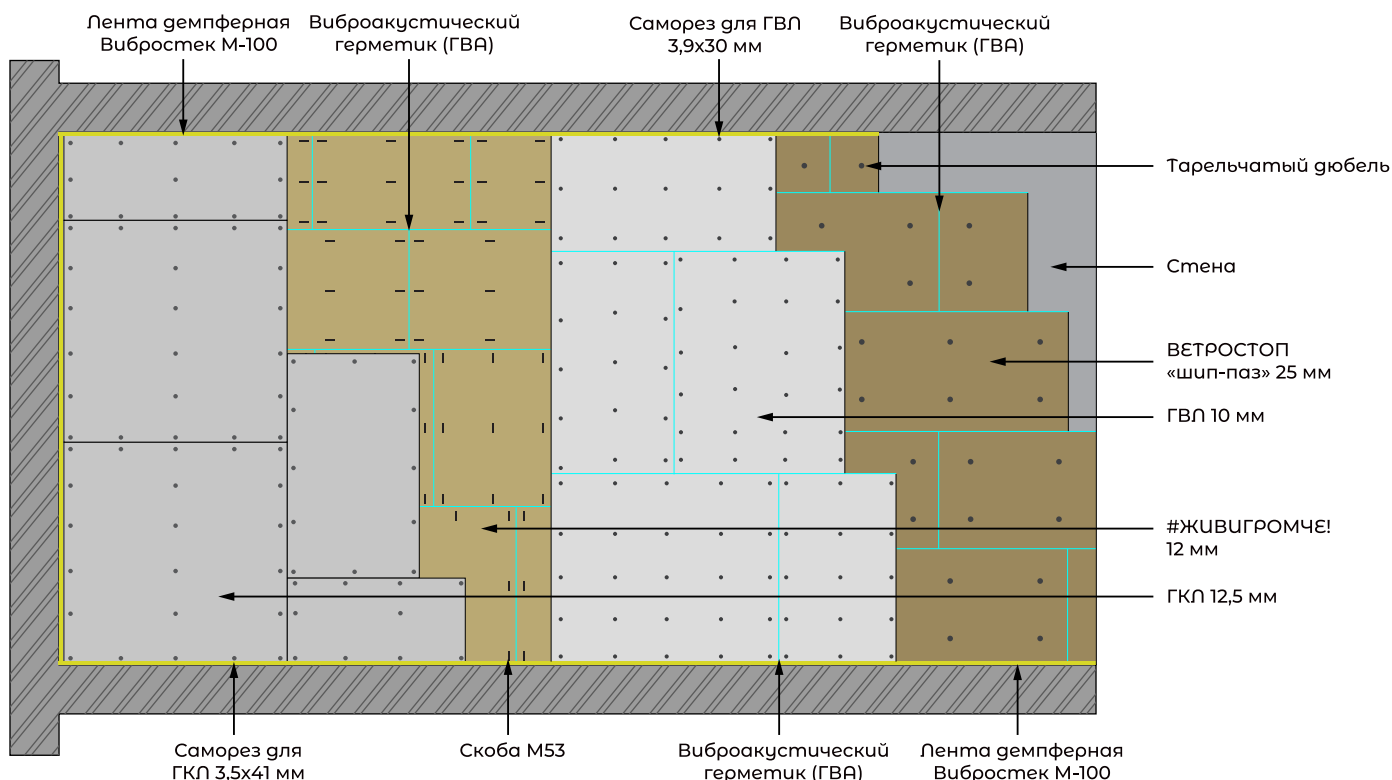 Лента демпферная
Вибростек М-100
Виброакустический
герметик (ГВА)
Саморез для ГВЛ
3,9х30 мм
Виброакустический
герметик (ГВА)
Тарельчатый дюбель
Стена
ВЕТРОСТОП
«шип-паз» 25 мм
ГВЛ 10 мм
#ЖИВИГРОМЧЕ!
12 мм
ГКЛ 12,5 мм
Саморез для
ГКЛ 3,5х41 мм
Скоба М53
Виброакустический
герметик (ГВА)
Лента демпферная
Вибростек М-100